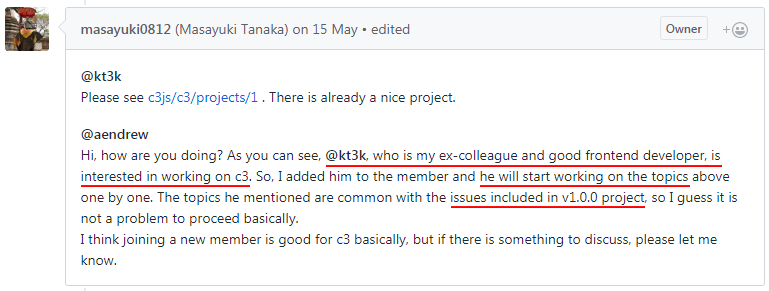 masayuki0812 (Masayuki Tanaka) on 15 May • edited
Owner
@kt3k
Please see c3js/c3/projects/1 . There is already a nice project.
@aendrew
Hi, how are you doing? As you can see, @kt3k, who is my ex-colleague and good frontend developer, is
interested in working on c3. So, I added him to the member and he will start working on the topics above
one by one. The topics he mentioned are common with the issues included in v1.0.0 project, so I guess it is
not a problem to proceed basically.
I think joining a new member is good for c3 basically, but if there is something to discuss, please let me
know.